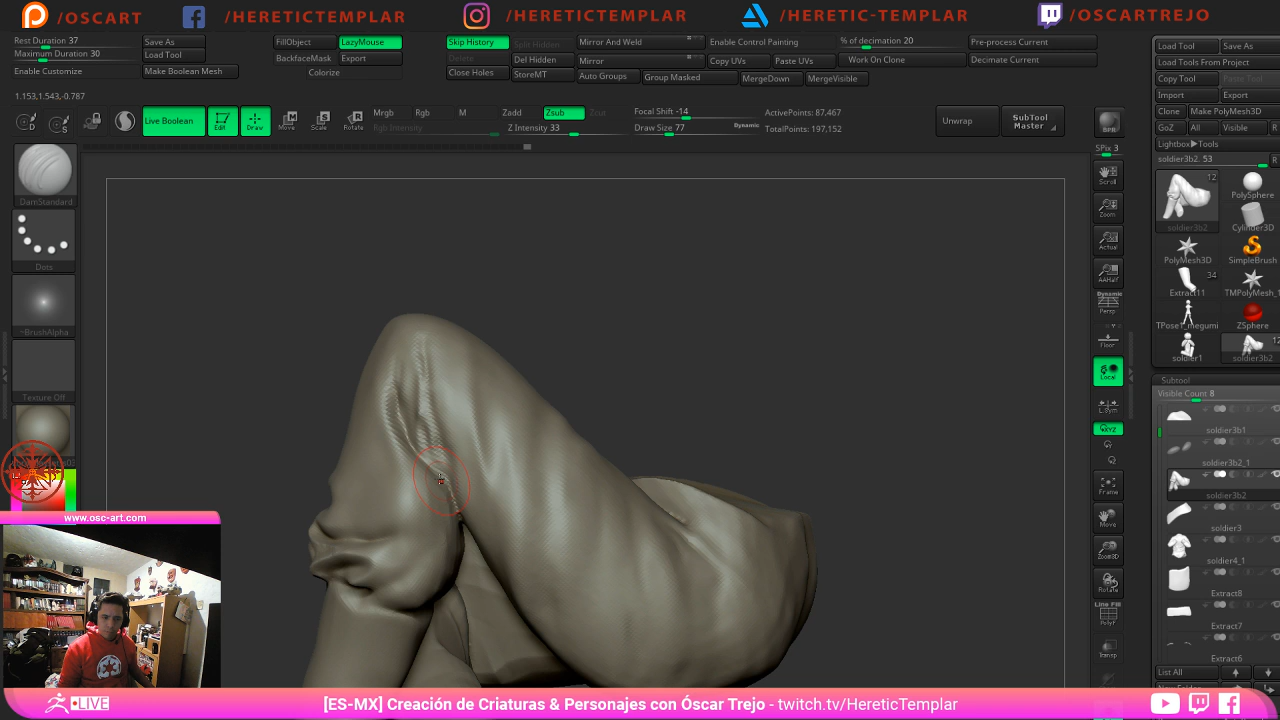 /OSCART
/HERETICTEMPLAR
/HERETICTEMPLAR
/HERETIC-TEMPLAR
/OSCARTREJO
Rest Duration 37
Maximum Duration 30
Enable Customize
Save As
Load Tool
Make Boolean Mesh
FillObject
LazyMouse
BackfaceMask
Export
Colorize
Skip History
Split Hidden
Delete
Del Hidden
Close Holes
StoreMT
Mirror And Weld
Mirror
Auto Groups
Group Masked
Enable Control Painting
Copy UVs
Paste UVs
MergeDown
MergeVisible
% of decimation 20
Work On Clone
Pre-process Current
Decimate Current
1.153,1.543,-0.787
Live Boolean
Edit
Draw
Move
Scale
Rotate
Mrgb
Rgb
M
Rgb Intensity
Zadd
Zsub
Zcut
Z Intensity 33
Focal Shift -14
Draw Size 77
Dynamic
ActivePoints: 87,467
TotalPoints: 197,152
Unwrap
SubTool
Master
BPR
SPix 3
Scroll
Zoom
Actual
AAHalf
Dynamic
Persp
Floor
Local
L.Sym
XYZ
Frame
Move
Zoom3D
Rotate
Line Fill
PolyF
Transp
DamStandard
Dots
~BrushAlpha
Texture Off
Load Tool
Save As
Load Tools From Project
Copy Tool
Paste Tool
Import
Export
Clone
Make PolyMesh3D
GoZ
All
Visible
R
Lightbox▶Tools
soldier3b2. 53
R
12
soldier3b2
PolySphere
Cylinder3D
PolyMesh3D
SimpleBrush
34
Extract11
TMPolyMesh_1
TPose1_megumi
ZSphere
soldier1
12
soldier3b2
Subtool
Visible Count 8
soldier3b1
soldier3b2_1
soldier3b2
soldier3
soldier4_1
Extract8
Extract7
Extract6
List All
www.osc-art.com
LIVE
[ES-MX] Creación de Criaturas & Personajes con Óscar Trejo - twitch.tv/HereticTemplar